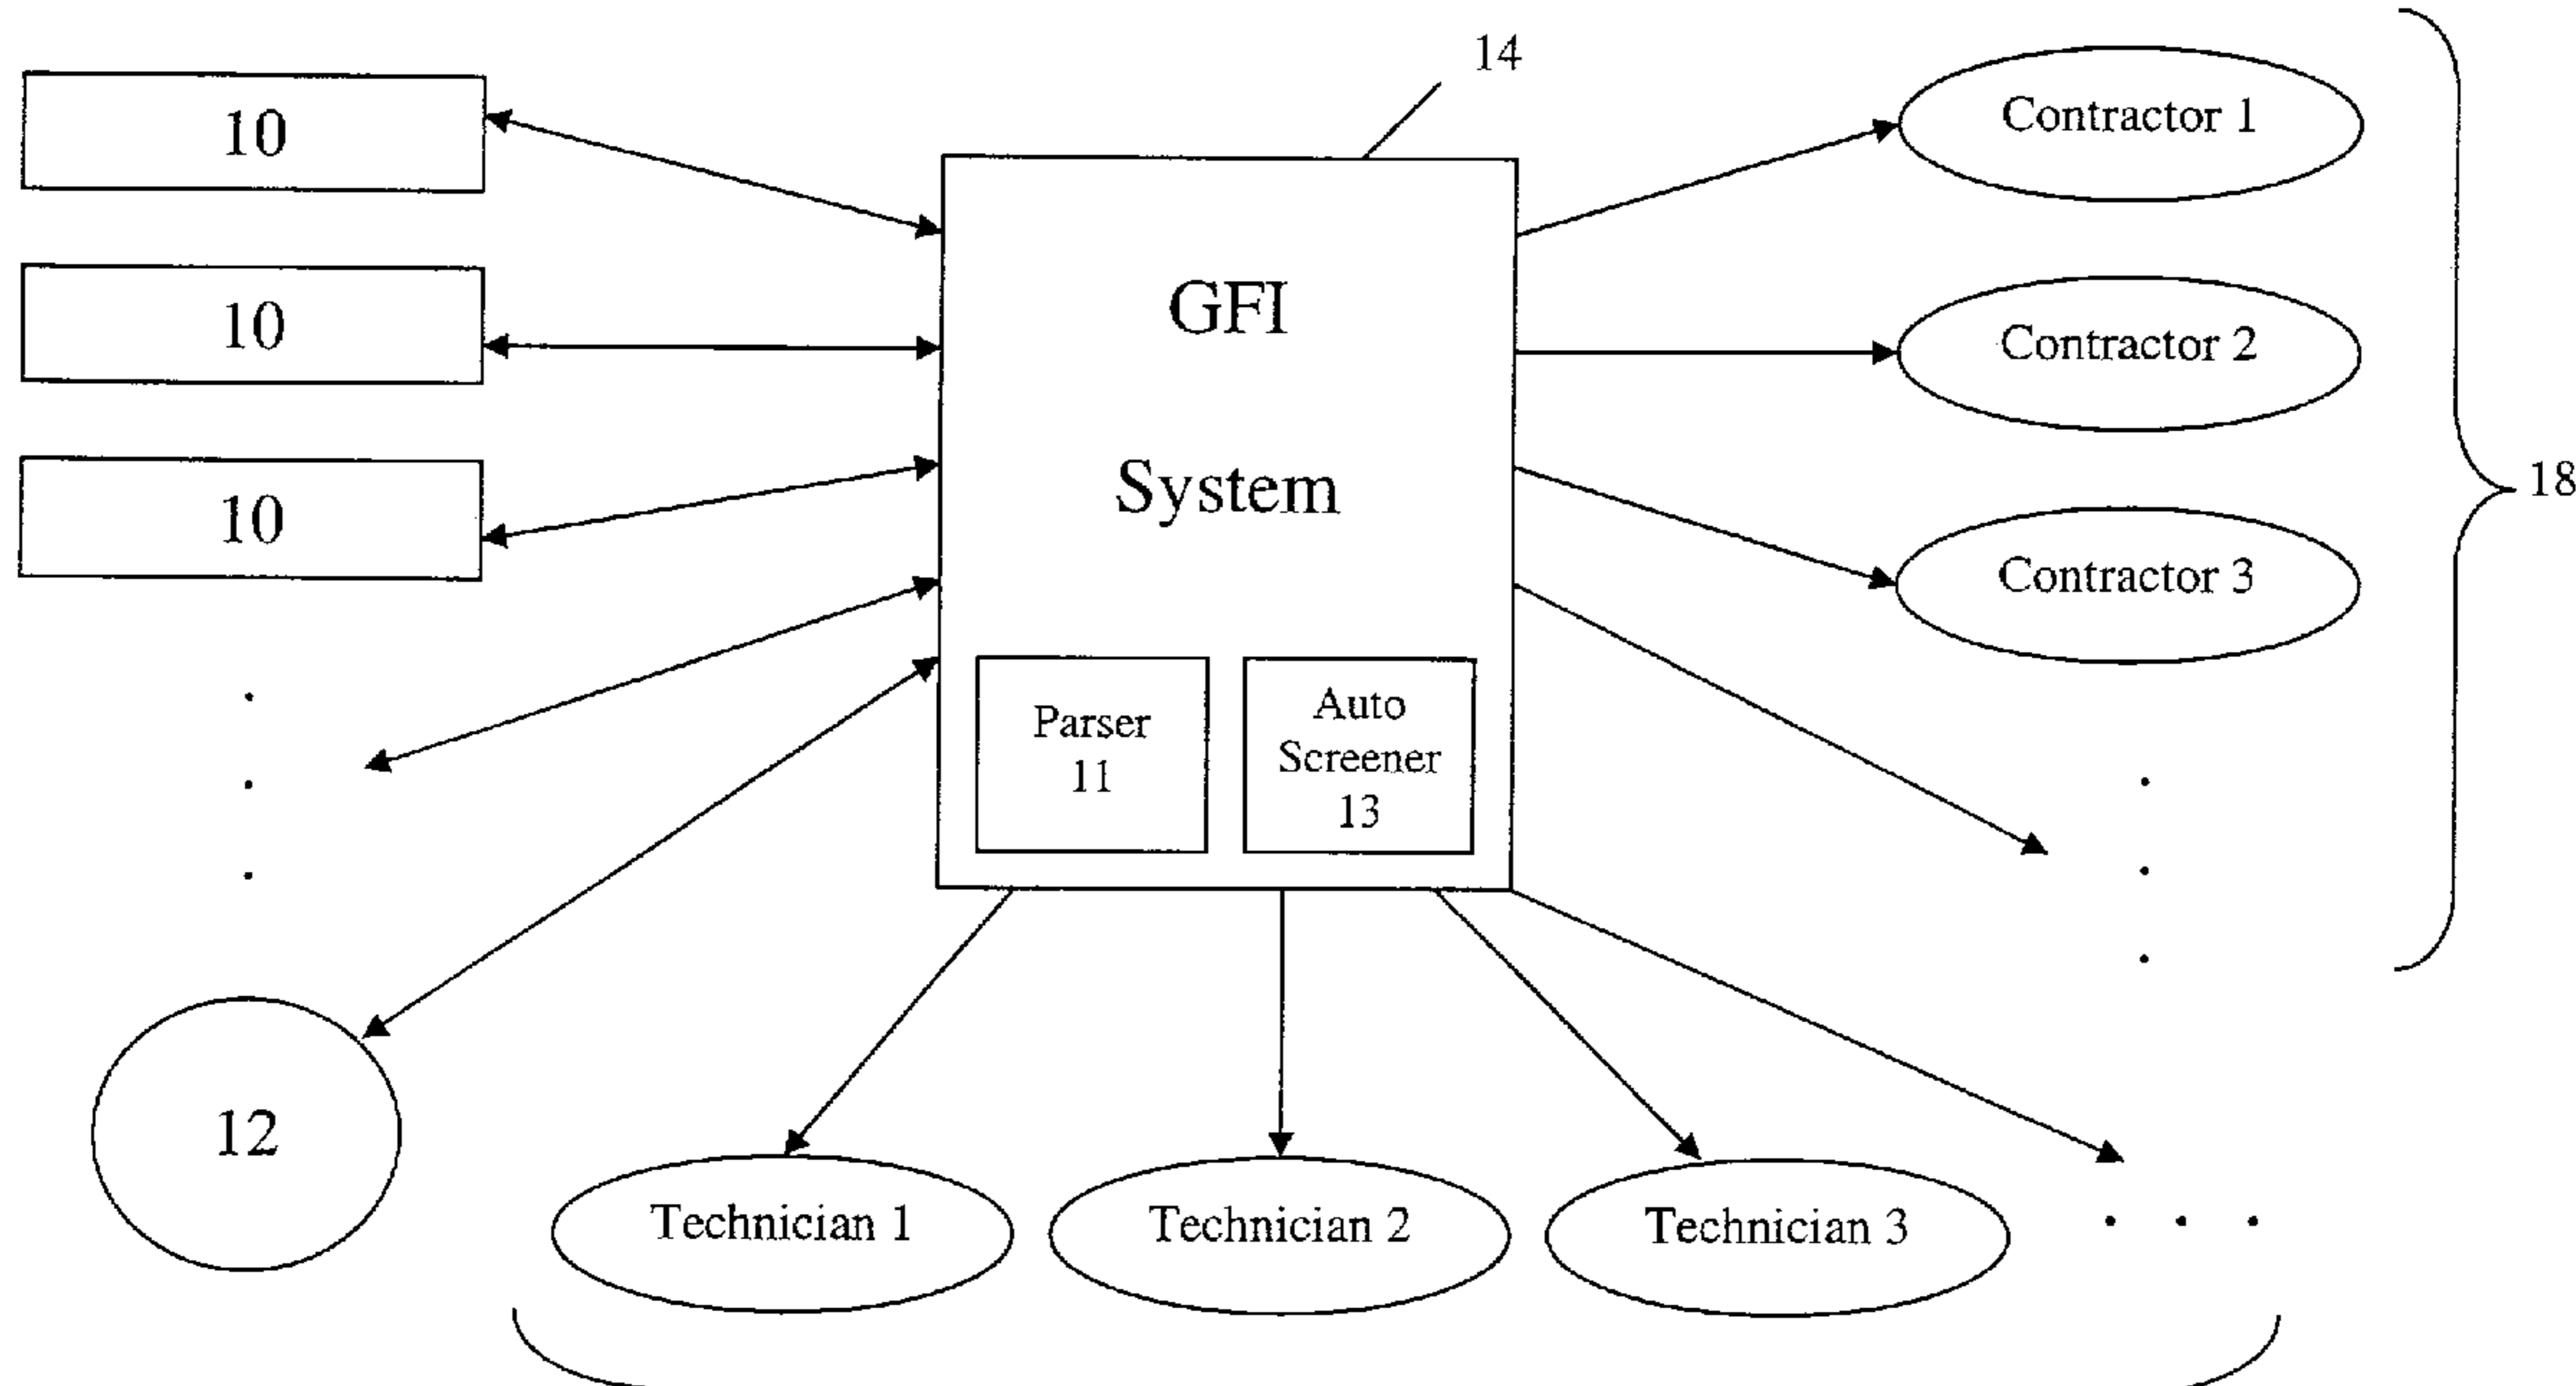 14
10
10
10
GFI
System
Parser
11
Auto
Screener
13
Contractor 1
Contractor 2
Contractor 3
18
12
Technician 1
Technician 2
Technician 3